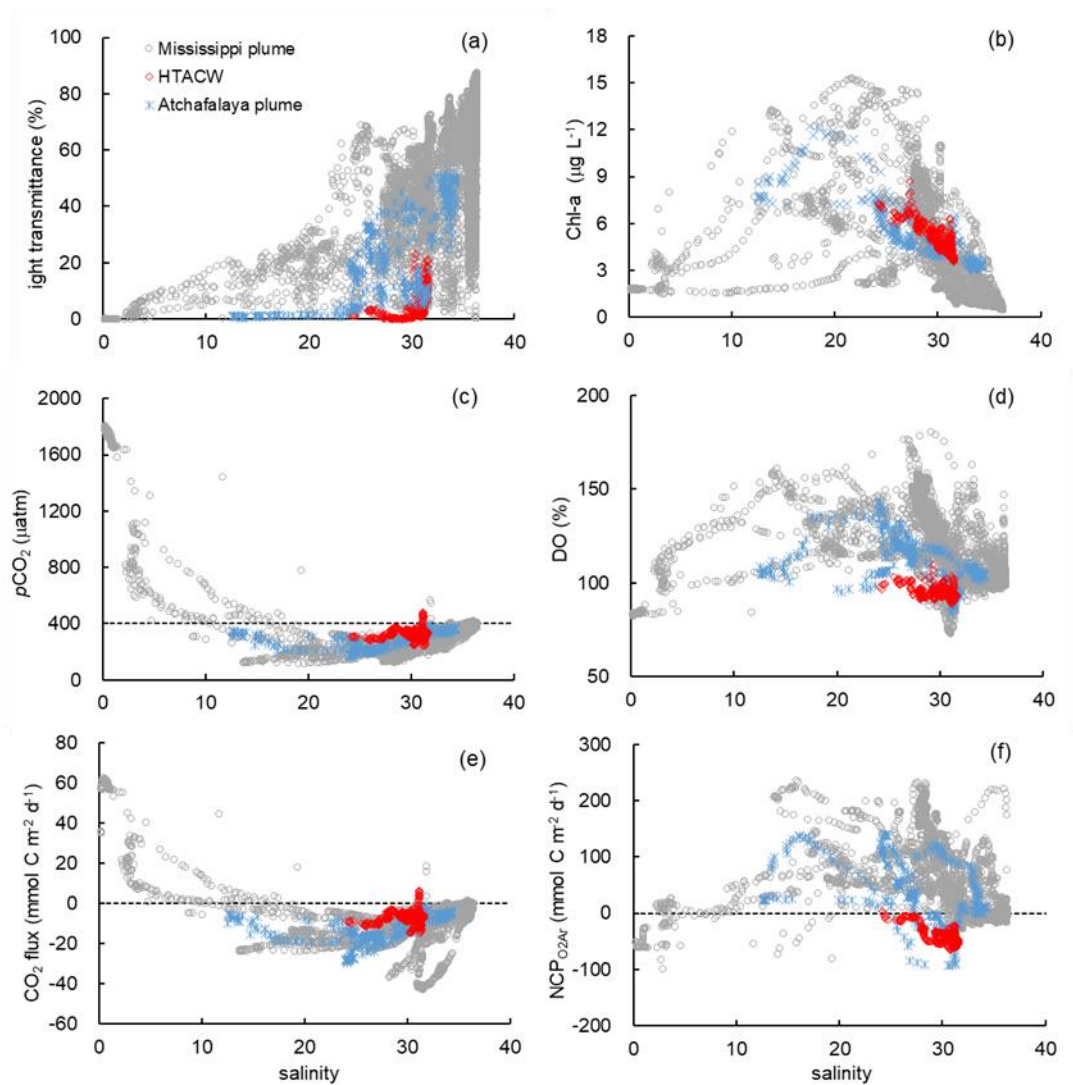 (a)
Mississippi plume
HTACW
Atchafalaya plume
ight transmittance (%)
100
80
60
40
20
0
0 10 20 30 40
salinity
(b)
Chl-a (µg L-1)
18
15
12
9
6
3
0
0 10 20 30 40
salinity
(c)
pCO2 (µatm)
2000
1600
1200
800
400
0
0 10 20 30 40
(d)
DO (%)
200
150
100
50
0 10 20 30 40
(e)
CO2 flux (mmol C m-2 d-1)
80
60
40
20
0
-20
-40
-60
0 10 20 30 40
salinity
(f)
NCPO2Ar (mmol C m-2 d-1)
300
200
100
0
-100
-200
0 10 20 30 40
salinity